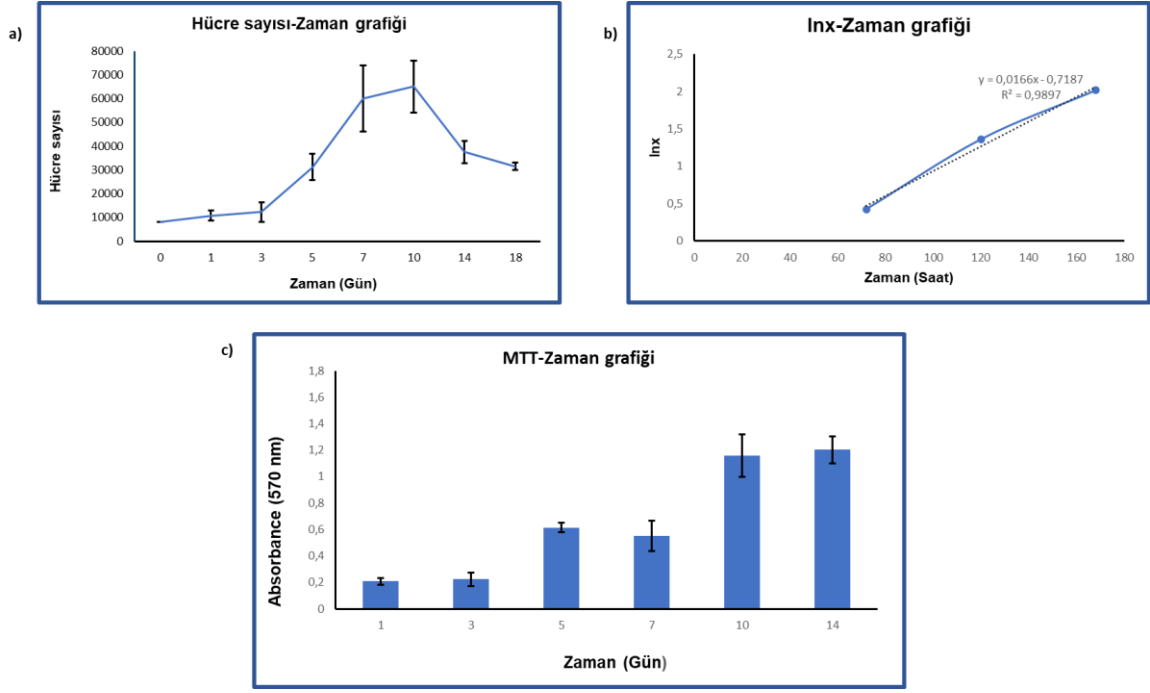 a)
Hücre sayısı-Zaman grafiği
80000
70000
60000
50000
40000
30000
20000
10000
0
Hücre sayısı
0 1 3 5 7 10 14 18
Zaman (Gün)
b)
lnx-Zaman grafiği
2,5
2
1,5
1
0,5
0
lnx
y = 0,0166x - 0,7187
R² = 0,9897
0 20 40 60 80 100 120 140 160 180
Zaman (Saat)
c)
MTT-Zaman grafiği
1,8
1,6
1,4
1,2
1
0,8
0,6
0,4
0,2
0
Absorbance (570 nm)
1 3 5 7 10 14
Zaman (Gün)